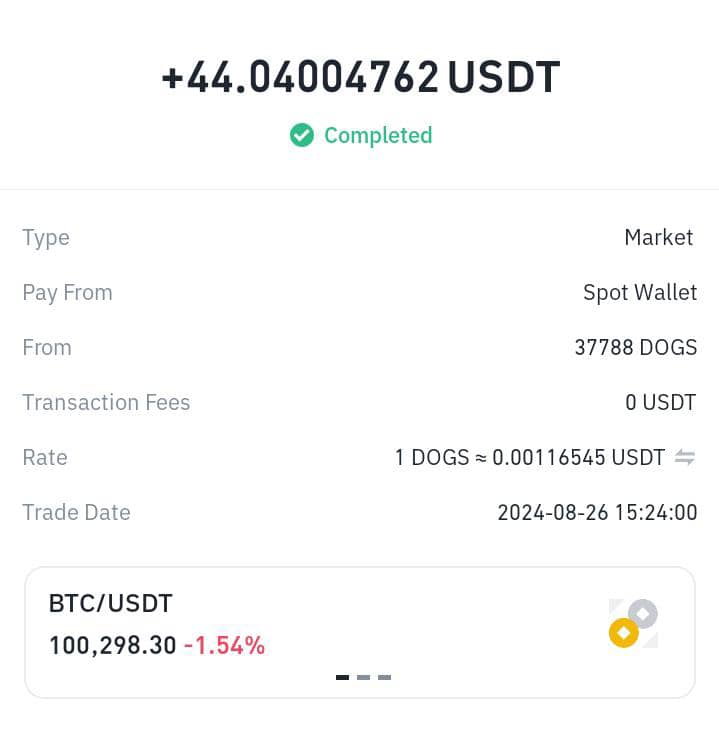 +44.04004762 USDT
Completed
Type Market
Pay From Spot Wallet
From 37788 DOGS
Transaction Fees 0 USDT
Rate 1 DOGS ≈ 0.00116545 USDT
Trade Date 2024-08-26 15:24:00
BTC/USDT
100,298.30 -1.54%